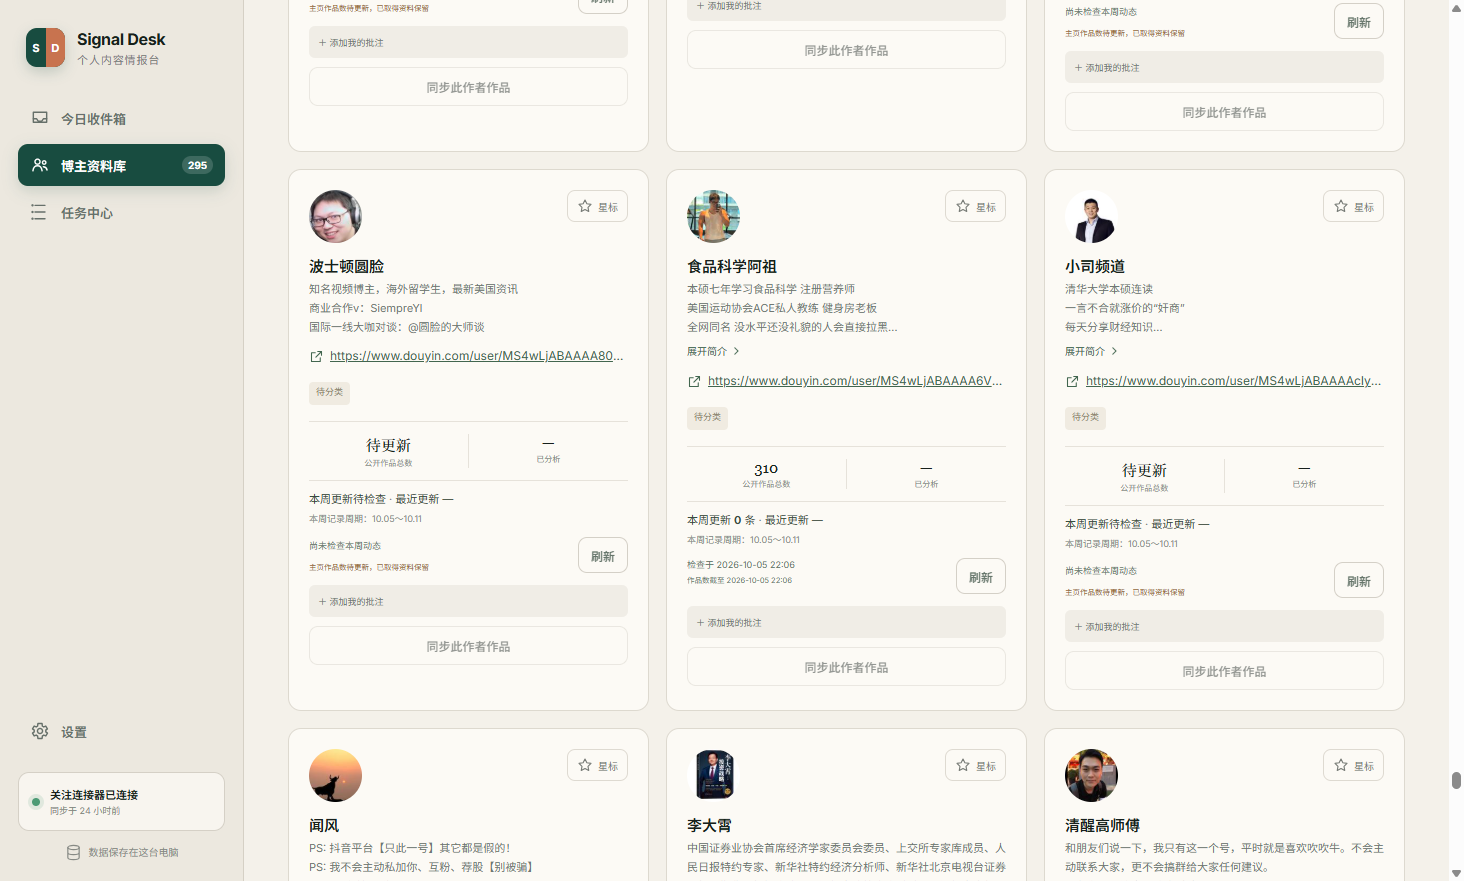 S D
Signal Desk
个人内容情报台
今日收件箱
博主资料库
295
任务中心
设置
关注连接器已连接
同步于 24 小时前
数据保存在这台电脑
主页作品数待更新，已取得资料保留
+ 添加我的批注
同步此作者作品
+ 添加我的批注
同步此作者作品
尚未检查本周动态
主页作品数待更新，已取得资料保留
刷新
+ 添加我的批注
同步此作者作品
星标
波士顿圆脸
知名视频博主，海外留学生，最新美国资讯
商业合作v：SiempreYI
国际一线大咖对谈：@圆脸的大师谈
https://www.douyin.com/user/MS4wLjABAAAA80...
待分类
待更新
公开作品总数
—
已分析
本周更新待检查 · 最近更新 —
本周记录周期：10.05～10.11
尚未检查本周动态
主页作品数待更新，已取得资料保留
刷新
+ 添加我的批注
同步此作者作品
星标
食品科学阿祖
本硕七年学习食品科学 注册营养师
美国运动协会ACE私人教练 健身房老板
全网同名 没水平还没礼貌的人会直接拉黑...
展开简介
https://www.douyin.com/user/MS4wLjABAAAA6V...
待分类
310
公开作品总数
—
已分析
本周更新 0 条 · 最近更新 —
本周记录周期：10.05～10.11
检查于 2026-10-05 22:06
作品数截至 2026-10-05 22:06
刷新
+ 添加我的批注
同步此作者作品
星标
小司频道
清华大学本硕连读
一言不合就涨价的“奸商”
每天分享财经知识...
展开简介
https://www.douyin.com/user/MS4wLjABAAAAcly...
待分类
待更新
公开作品总数
—
已分析
本周更新待检查 · 最近更新 —
本周记录周期：10.05～10.11
尚未检查本周动态
主页作品数待更新，已取得资料保留
刷新
+ 添加我的批注
同步此作者作品
星标
闻风
PS: 抖音平台【只此一号】其它都是假的！
PS: 我不会主动私加你、互粉、荐股【别被骗】
星标
李大霄
中国证券业协会首席经济学家委员会委员、上交所专家库成员、人
民日报特约专家、新华社特约经济分析师、新华社北京电视台证券
星标
清醒高师傅
和朋友们说一下，我只有这一个号，平时就是喜欢吹吹牛。不会主
动联系大家，更不会搞群给大家任何建议。